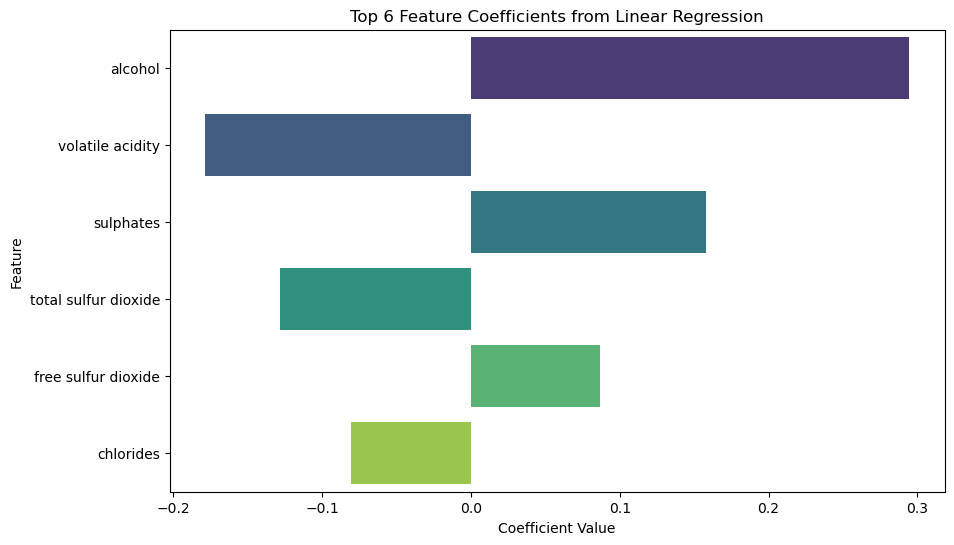 Top 6 Feature Coefficients from Linear Regression
Feature
alcohol
volatile acidity
sulphates
total sulfur dioxide
free sulfur dioxide
chlorides
−0.2 −0.1 0.0 0.1 0.2 0.3
Coefficient Value